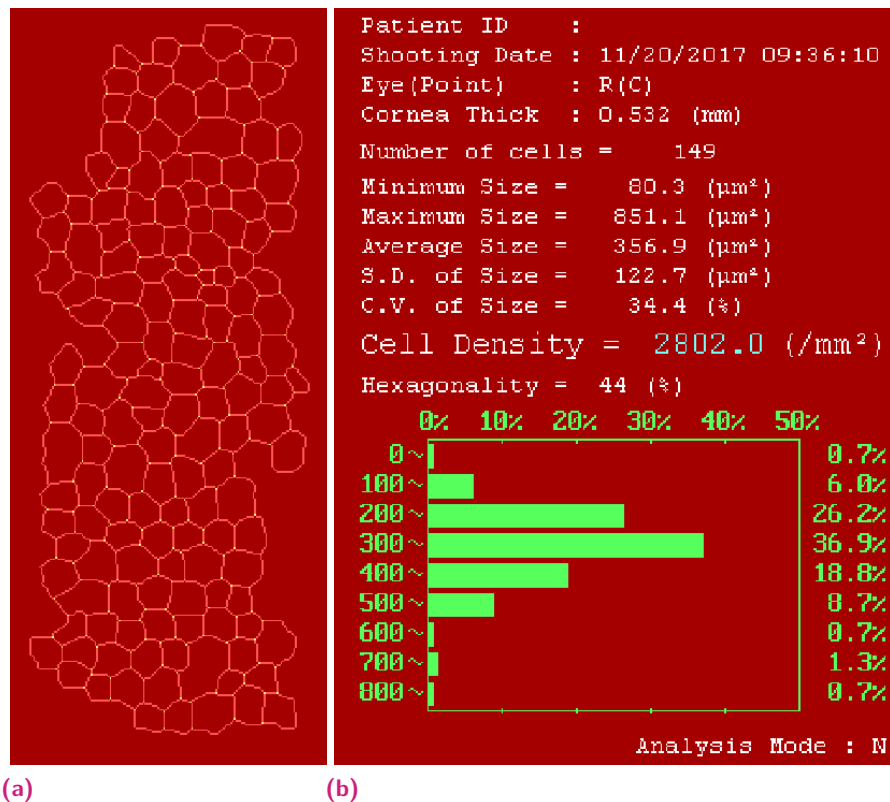 Patient ID :
Shooting Date : 11/20/2017 09:36:10
Eye(Point) : R(C)
Cornea Thick : 0.532 (mm)
Number of cells = 149
Minimum Size = 80.3 (µm²)
Maximum Size = 851.1 (µm²)
Average Size = 356.9 (µm²)
S.D. of Size = 122.7 (µm²)
C.V. of Size = 34.4 (%)
Cell Density = 2802.0 (/mm²)
Hexagonality = 44 (%)
0% 10% 20% 30% 40% 50%
0~ 0.7%
100~ 6.0%
200~ 26.2%
300~ 36.9%
400~ 18.8%
500~ 8.7%
600~ 0.7%
700~ 1.3%
800~ 0.7%
Analysis Mode : N
(a) (b)